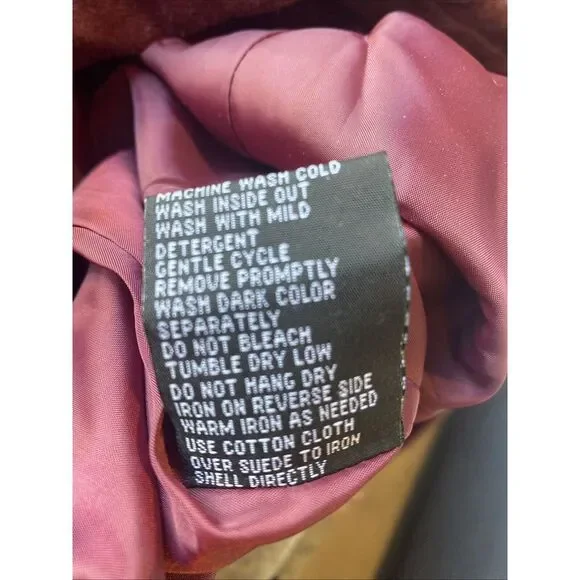 MACHINE WASH COLD
WASH INSIDE OUT
WASH WITH MILD
DETERGENT
GENTLE CYCLE
REMOVE PROMPTLY
WASH DARK COLOR
SEPARATELY
DO NOT BLEACH
TUMBLE DRY LOW
DO NOT HANG DRY
IRON ON REVERSE SIDE
WARM IRON AS NEEDED
USE COTTON CLOTH
OVER SUEDE TO IRON
SHELL DIRECTLY